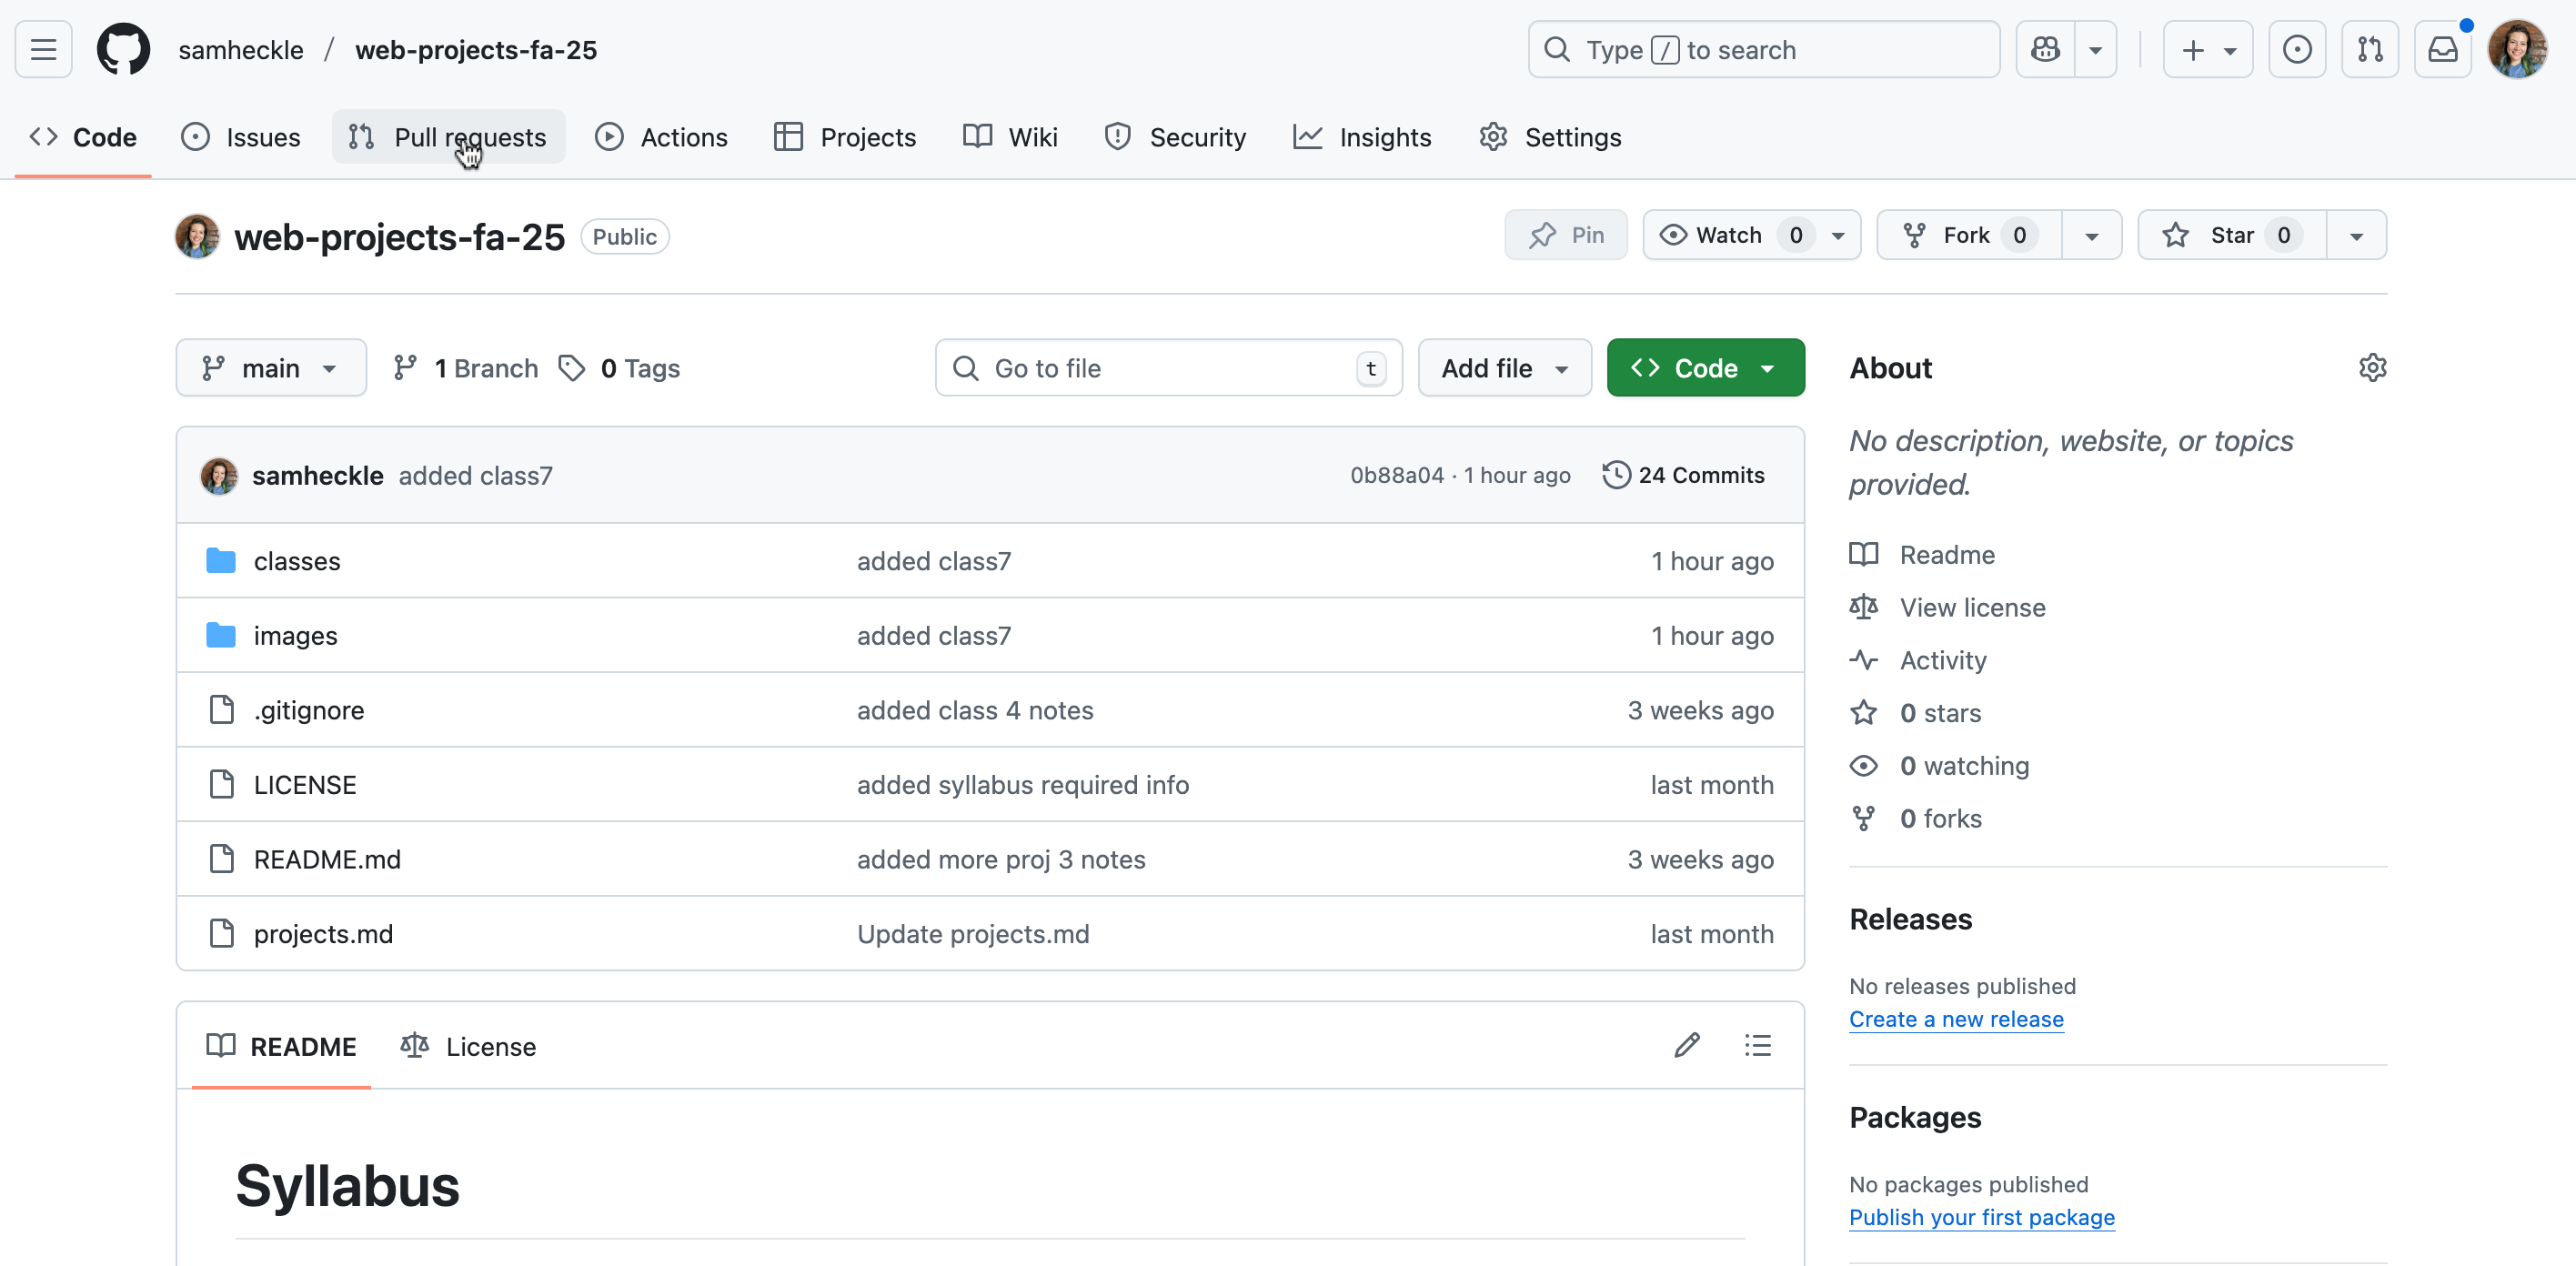 samheckle / web-projects-fa-25 Type / to search
Code Issues Pull requests Actions Projects Wiki Security Insights Settings
web-projects-fa-25 Public Pin Watch 0 Fork 0 Star 0
main 1 Branch 0 Tags Go to file t Add file Code
samheckle added class7 0b88a04 · 1 hour ago 24 Commits
classes added class7 1 hour ago
images added class7 1 hour ago
.gitignore added class 4 notes 3 weeks ago
LICENSE added syllabus required info last month
README.md added more proj 3 notes 3 weeks ago
projects.md Update projects.md last month
README License
Syllabus
About
No description, website, or topics
provided.
Readme
View license
Activity
0 stars
0 watching
0 forks
Releases
No releases published
Create a new release
Packages
No packages published
Publish your first package